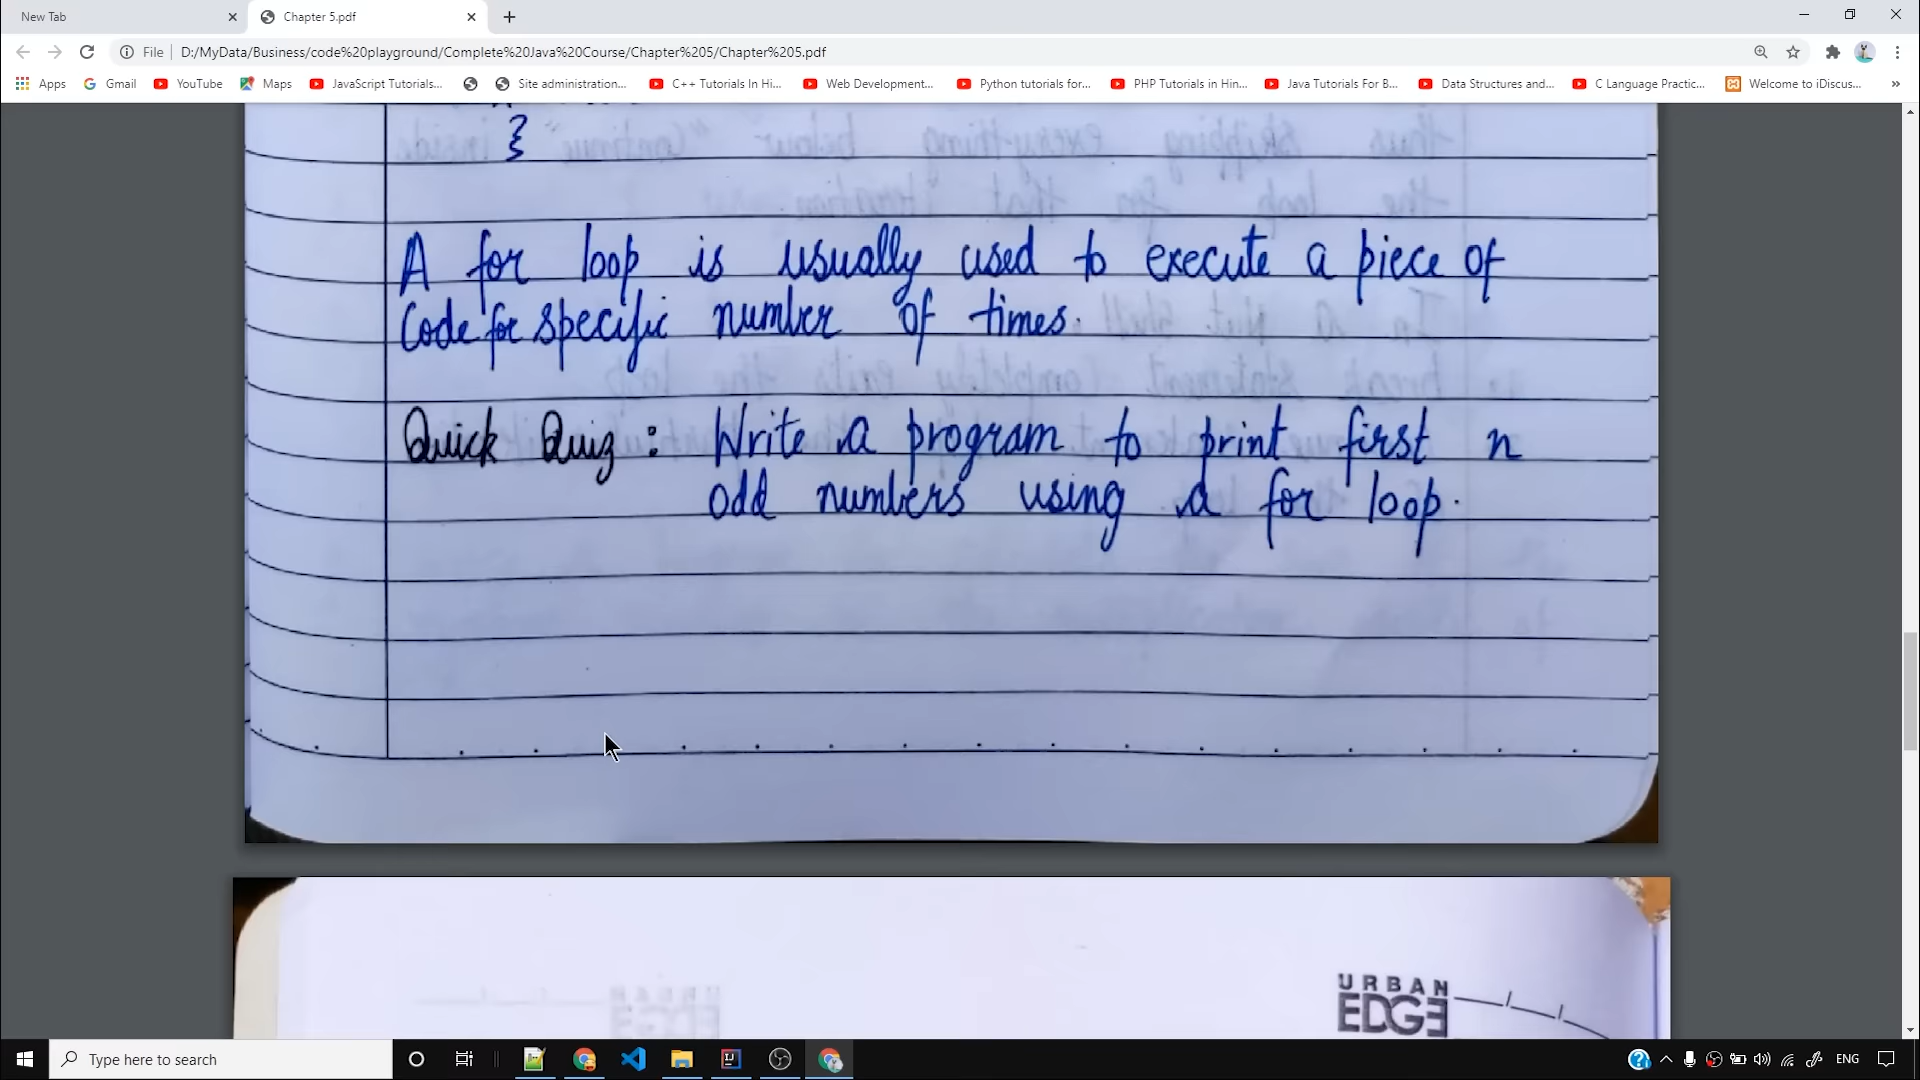 New Tab
Chapter 5.pdf
File
D:/MyData/Business/code%20playground/Complete%20Java%20Course/Chapter%205/Chapter%205.pdf
Apps
Gmail
YouTube
Maps
JavaScript Tutorials...
Site administration...
C++ Tutorials In Hi...
Web Development...
Python tutorials for...
PHP Tutorials in Hin...
Java Tutorials For B...
Data Structures and...
C Language Practic...
Welcome to iDiscus...
»
}
A for loop is usually used to execute a piece of
Code for specific number of times.
Quick Quiz : Write a program to print first n
odd numbers using a for loop.
URBAN
EDGE
Type here to search
ENG